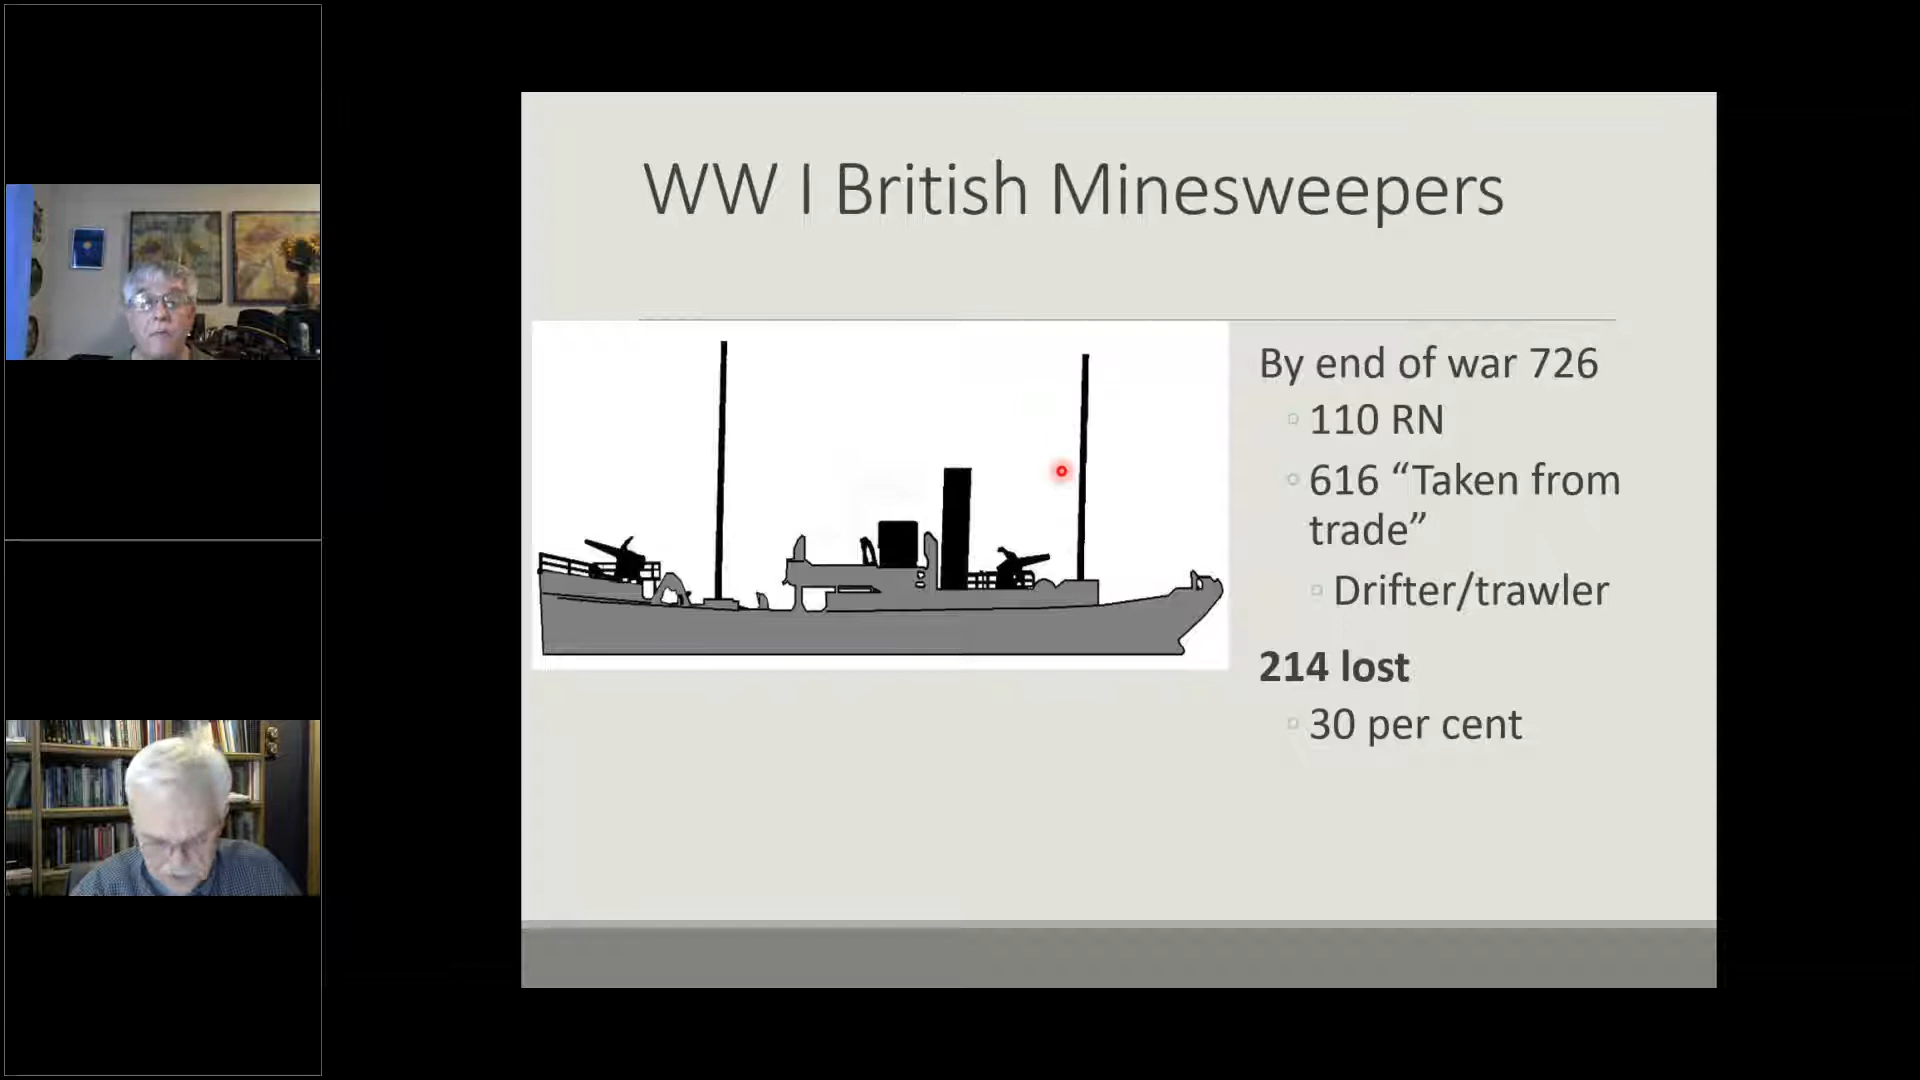 WW I British Minesweepers
By end of war 726
110 RN
616 “Taken from
trade”
Drifter/trawler
214 lost
30 per cent